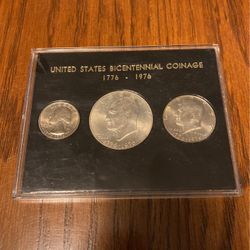 UNITED STATES BICENTENNIAL COINAGE
1776 · 1976